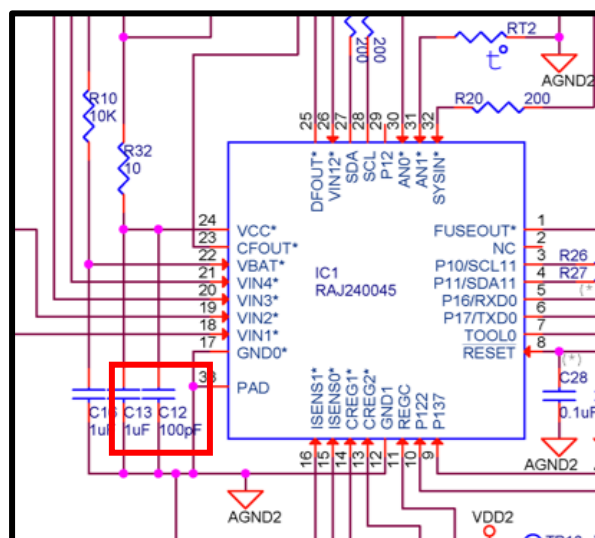 RT2
t°
AGND2
200
200
R20 200
R10
10K
R32
10
25
26
27
28
29
30
31
32
DFOUT*
VIN12*
SDA
SCL
P12
AN0*
AN1*
SYSIN*
24 VCC*
23 CFOUT*
22 VBAT*
21 VIN4*
20 VIN3*
19 VIN2*
18 VIN1*
17 GND0*
33 PAD
IC1
RAJ240045
FUSEOUT* 1
NC 2
P10/SCL11 3 R26
P11/SDA11 4 R27
(*)
P16/RXD0 5
P17/TXD0 6
TOOL0 7
RESET 8
(*)
ISENS1*
ISENS0*
CREG1*
CREG2*
GND1
REGC
P122
P137
16
15
14
13
12
11
10
9
C16
1uF
C13
1uF
C12
100pF
C28
0.1uF
AGND2
AGND2
VDD2